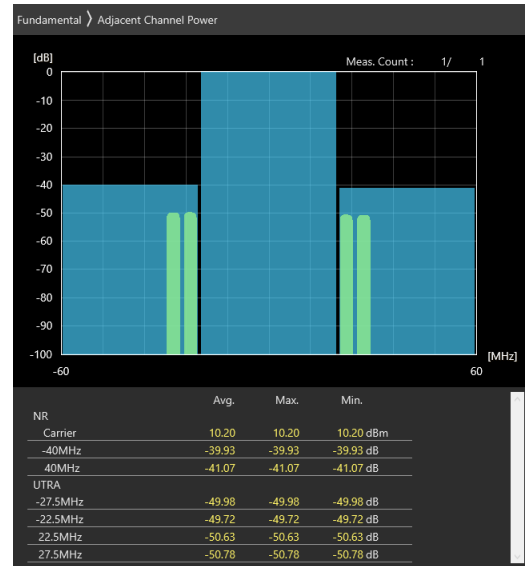 Fundamental 〉 Adjacent Channel Power
[dB]
Meas. Count : 1/ 1
0
-10
-20
-30
-40
-50
-60
-70
-80
-90
-100
[MHz]
-60 60
Avg. Max. Min.
NR
Carrier 10.20 10.20 10.20 dBm
-40MHz -39.93 -39.93 -39.93 dB
40MHz -41.07 -41.07 -41.07 dB
UTRA
-27.5MHz -49.98 -49.98 -49.98 dB
-22.5MHz -49.72 -49.72 -49.72 dB
22.5MHz -50.63 -50.63 -50.63 dB
27.5MHz -50.78 -50.78 -50.78 dB